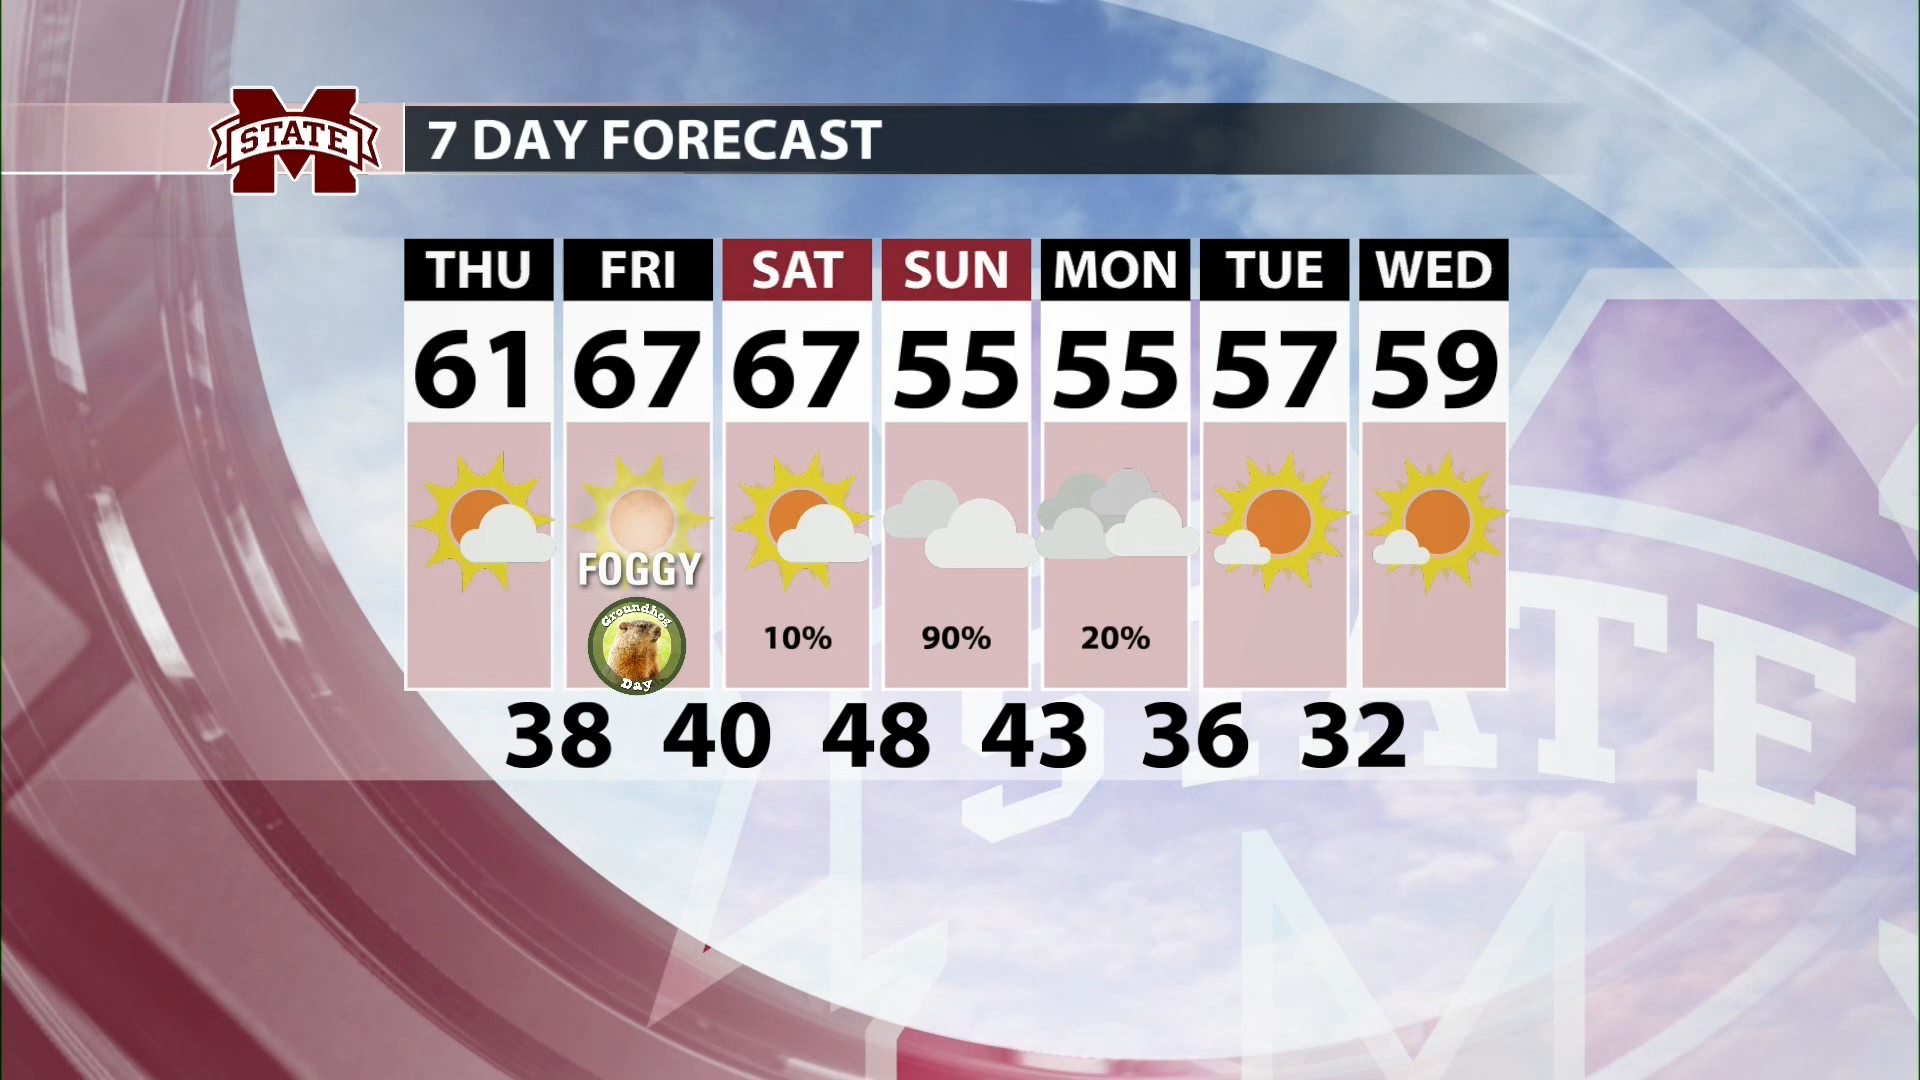 STATE
7 DAY FORECAST
THU FRI SAT SUN MON TUE WED
61 67 67 55 55 57 59
FOGGY
Groundhog
Day
10% 90% 20%
38 40 48 43 36 32
STATE
M